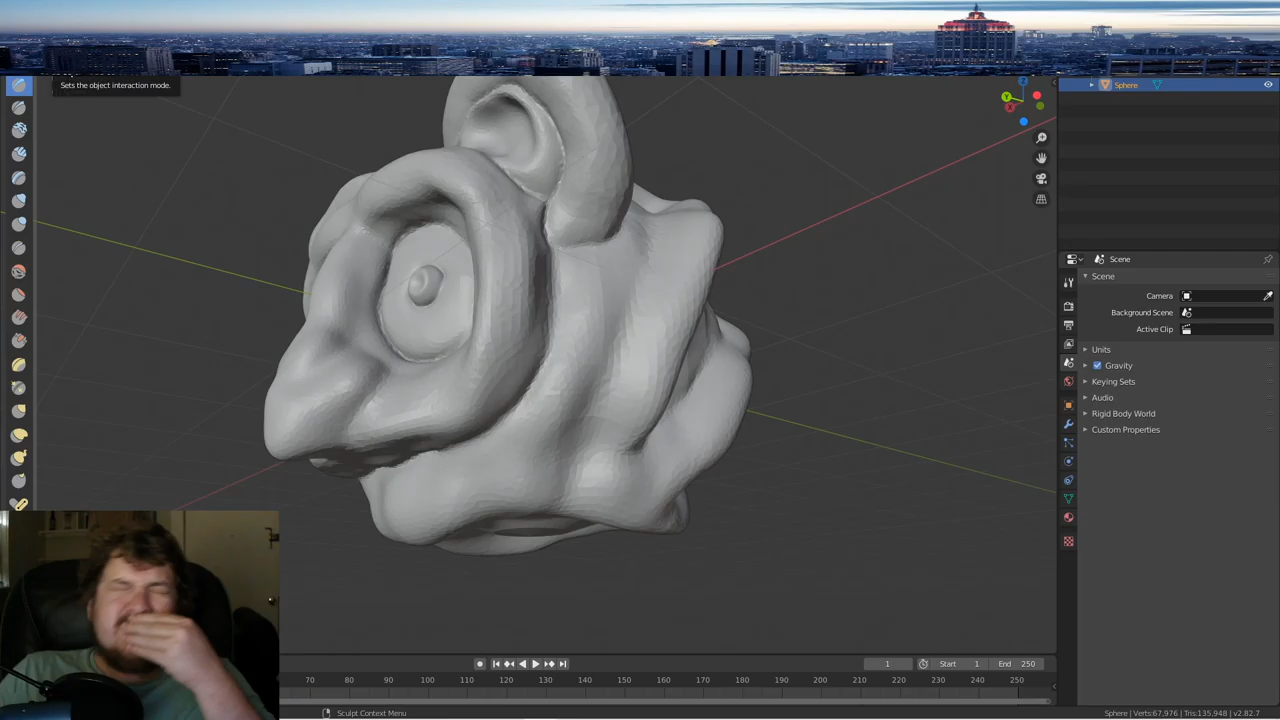 Sets the object interaction mode.
Sphere
Scene
Scene
Camera
Background Scene
Active Clip
Units
Gravity
Keying Sets
Audio
Rigid Body World
Custom Properties
1
Start 1
End 250
70 80 90 100 110 120 130 140 150 160 170 180 190 200 210 220 230 240 250
Sculpt Context Menu
Sphere | Verts:67,976 | Tris:135,948 | v2.82.7